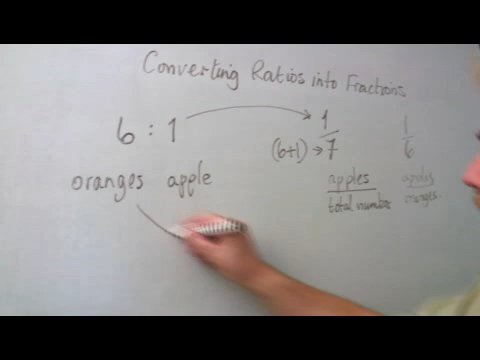 Converting Ratios into Fractions
6 : 1
1
7
(6+1) →
1
6
oranges apple
apples
total number
apples
oranges